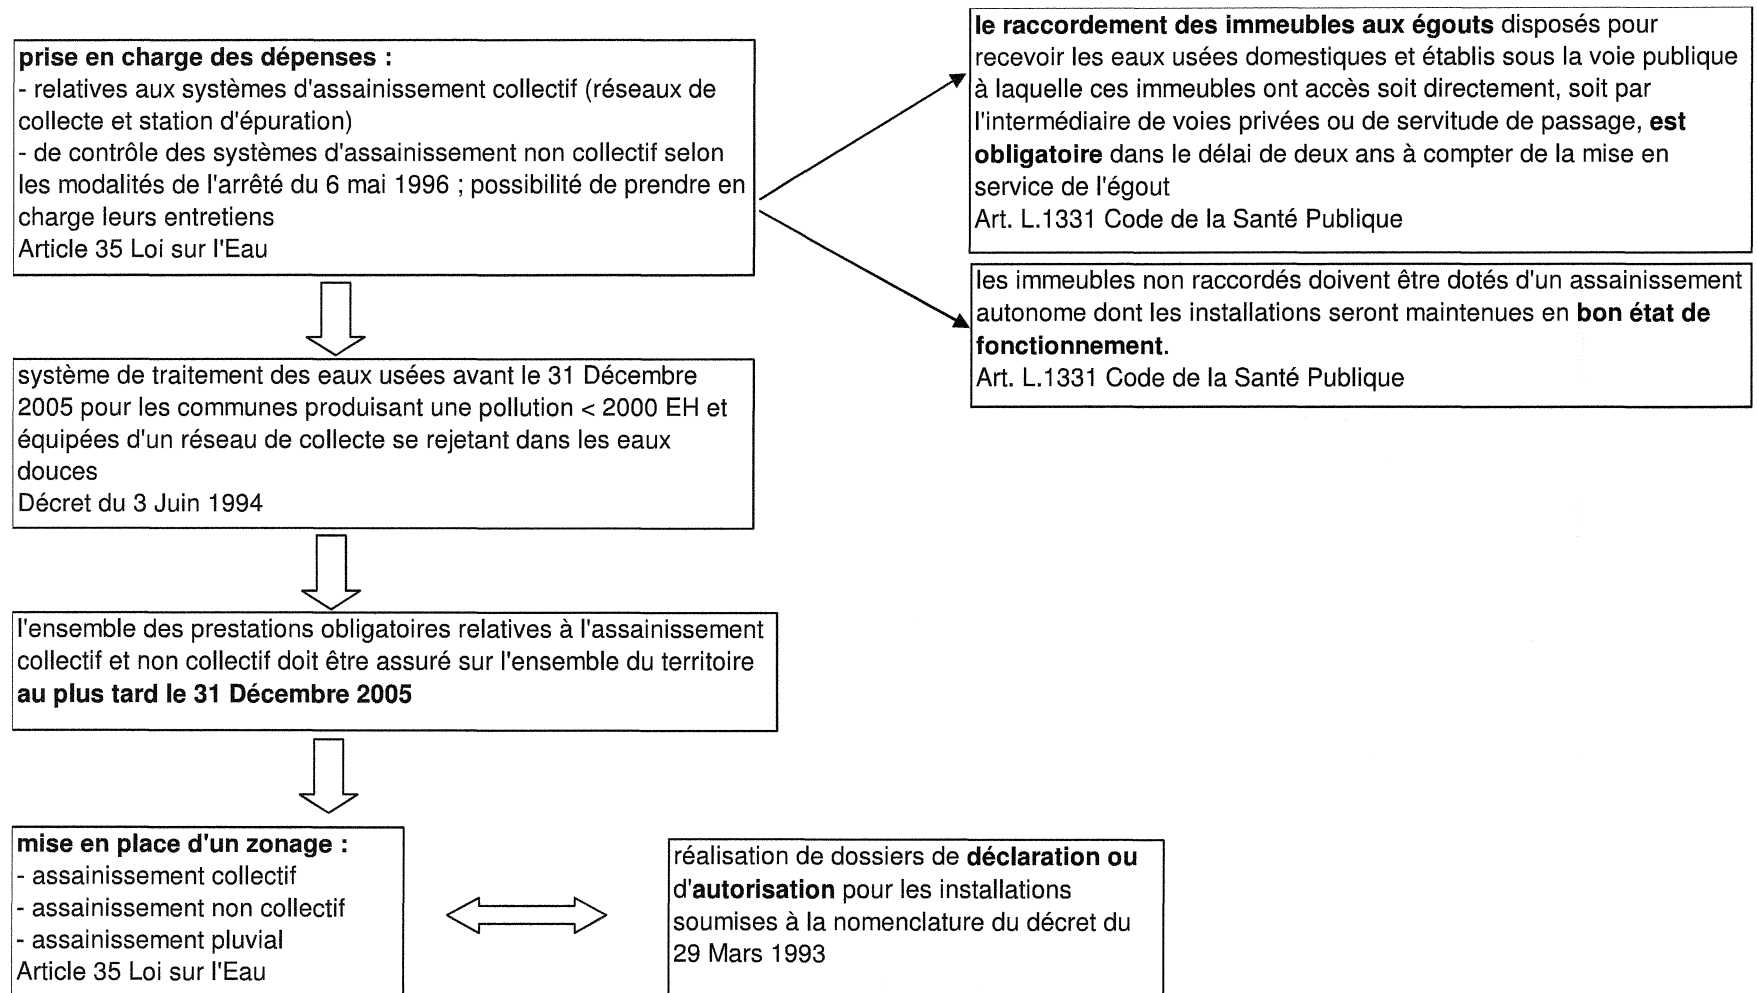 prise en charge des dépenses :
- relatives aux systèmes d'assainissement collectif (réseaux de
collecte et station d'épuration)
- de contrôle des systèmes d'assainissement non collectif selon
les modalités de l'arrêté du 6 mai 1996 ; possibilité de prendre en
charge leurs entretiens
Article 35 Loi sur l'Eau
le raccordement des immeubles aux égouts disposés pour
recevoir les eaux usées domestiques et établis sous la voie publique
à laquelle ces immeubles ont accès soit directement, soit par
l'intermédiaire de voies privées ou de servitude de passage, est
obligatoire dans le délai de deux ans à compter de la mise en
service de l'égout
Art. L.1331 Code de la Santé Publique
les immeubles non raccordés doivent être dotés d'un assainissement
autonome dont les installations seront maintenues en bon état de
fonctionnement.
Art. L.1331 Code de la Santé Publique
système de traitement des eaux usées avant le 31 Décembre
2005 pour les communes produisant une pollution < 2000 EH et
équipées d'un réseau de collecte se rejetant dans les eaux
douces
Décret du 3 Juin 1994
l'ensemble des prestations obligatoires relatives à l'assainissement
collectif et non collectif doit être assuré sur l'ensemble du territoire
au plus tard le 31 Décembre 2005
mise en place d'un zonage :
- assainissement collectif
- assainissement non collectif
- assainissement pluvial
Article 35 Loi sur l'Eau
réalisation de dossiers de déclaration ou
d'autorisation pour les installations
soumises à la nomenclature du décret du
29 Mars 1993